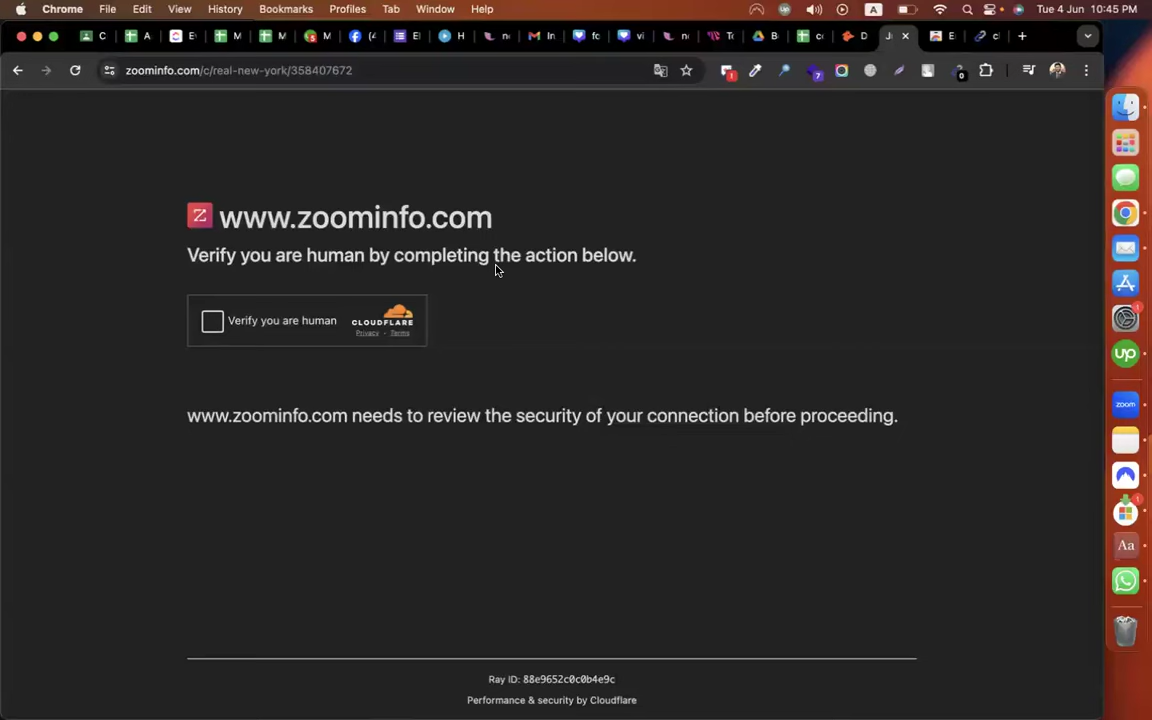 Chrome File Edit View History Bookmarks Profiles Tab Window Help A Tue 4 Jun 10:45 PM
zoominfo.com/c/real-new-york/358407672
www.zoominfo.com
Verify you are human by completing the action below.
Verify you are human
CLOUDFLARE
Privacy • Terms
www.zoominfo.com needs to review the security of your connection before proceeding.
Ray ID: 88e9652c0c0b4e9c
Performance & security by Cloudflare
up
zoom
Aa